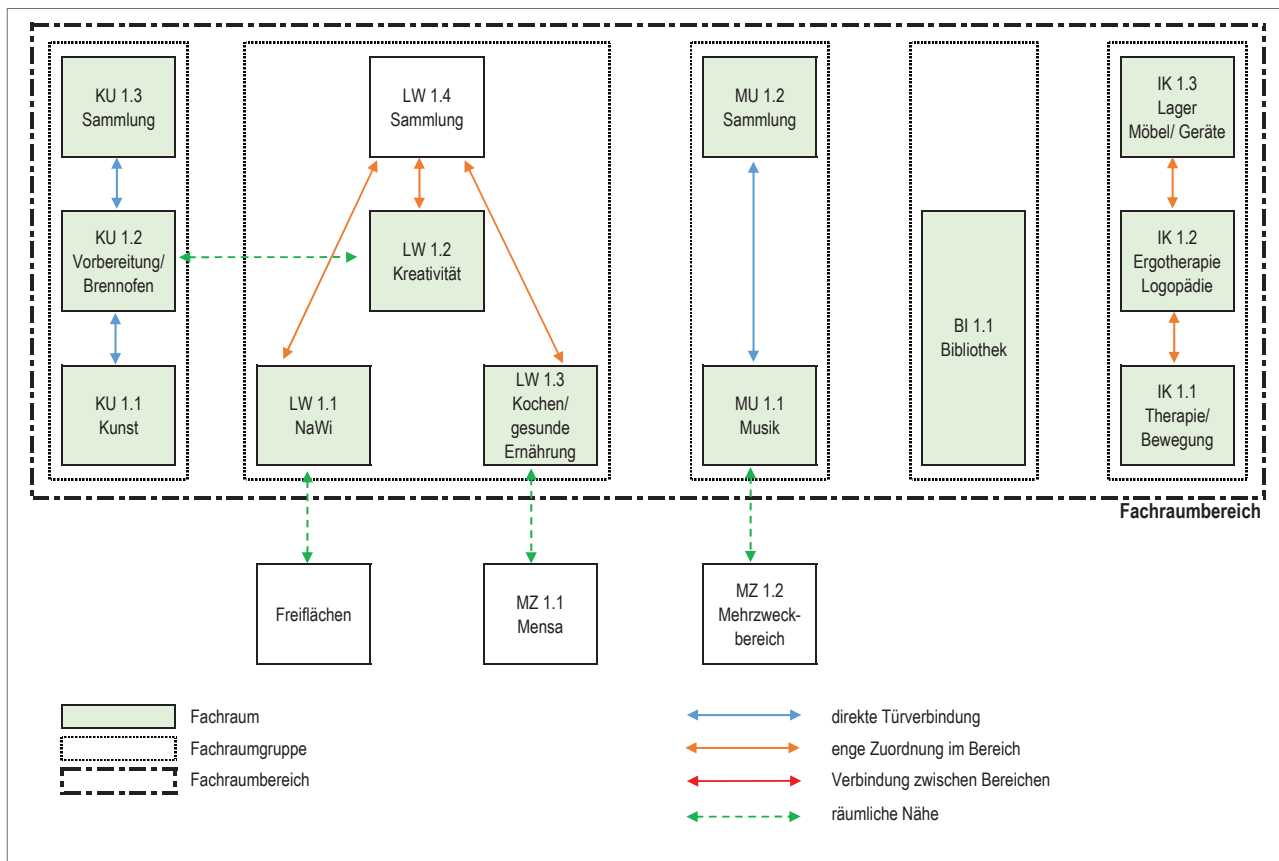 KU 1.3
Sammlung
LW 1.4
Sammlung
MU 1.2
Sammlung
IK 1.3
Lager
Möbel/ Geräte
KU 1.2
Vorbereitung/
Brennofen
LW 1.2
Kreativität
BI 1.1
Bibliothek
IK 1.2
Ergotherapie
Logopädie
KU 1.1
Kunst
LW 1.1
NaWi
LW 1.3
Kochen/
gesunde
Ernährung
MU 1.1
Musik
IK 1.1
Therapie/
Bewegung
Fachraumbereich
Freiflächen
MZ 1.1
Mensa
MZ 1.2
Mehrzweck-
bereich
Fachraum
Fachraumgruppe
Fachraumbereich
direkte Türverbindung
enge Zuordnung im Bereich
Verbindung zwischen Bereichen
räumliche Nähe